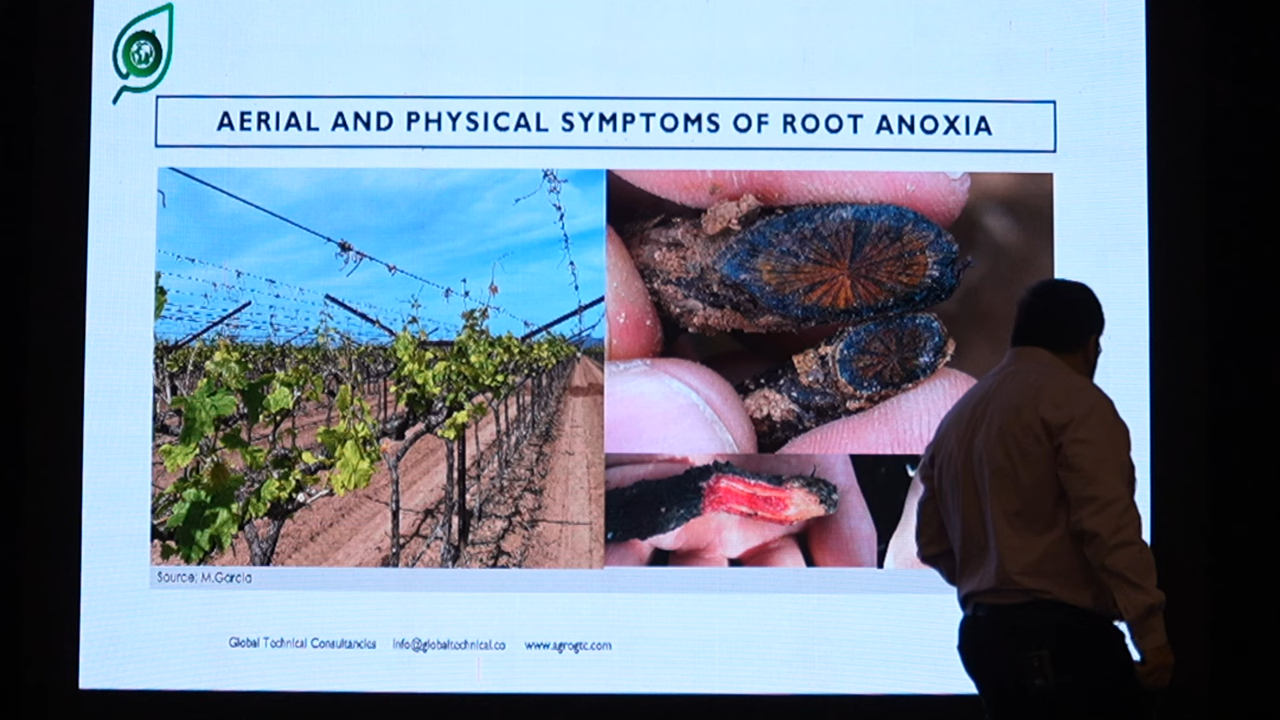 AERIAL AND PHYSICAL SYMPTOMS OF ROOT ANOXIA
Source: M.Garcia
Global Technical Consultancies info@globaltechnical.co www.agrogtc.com